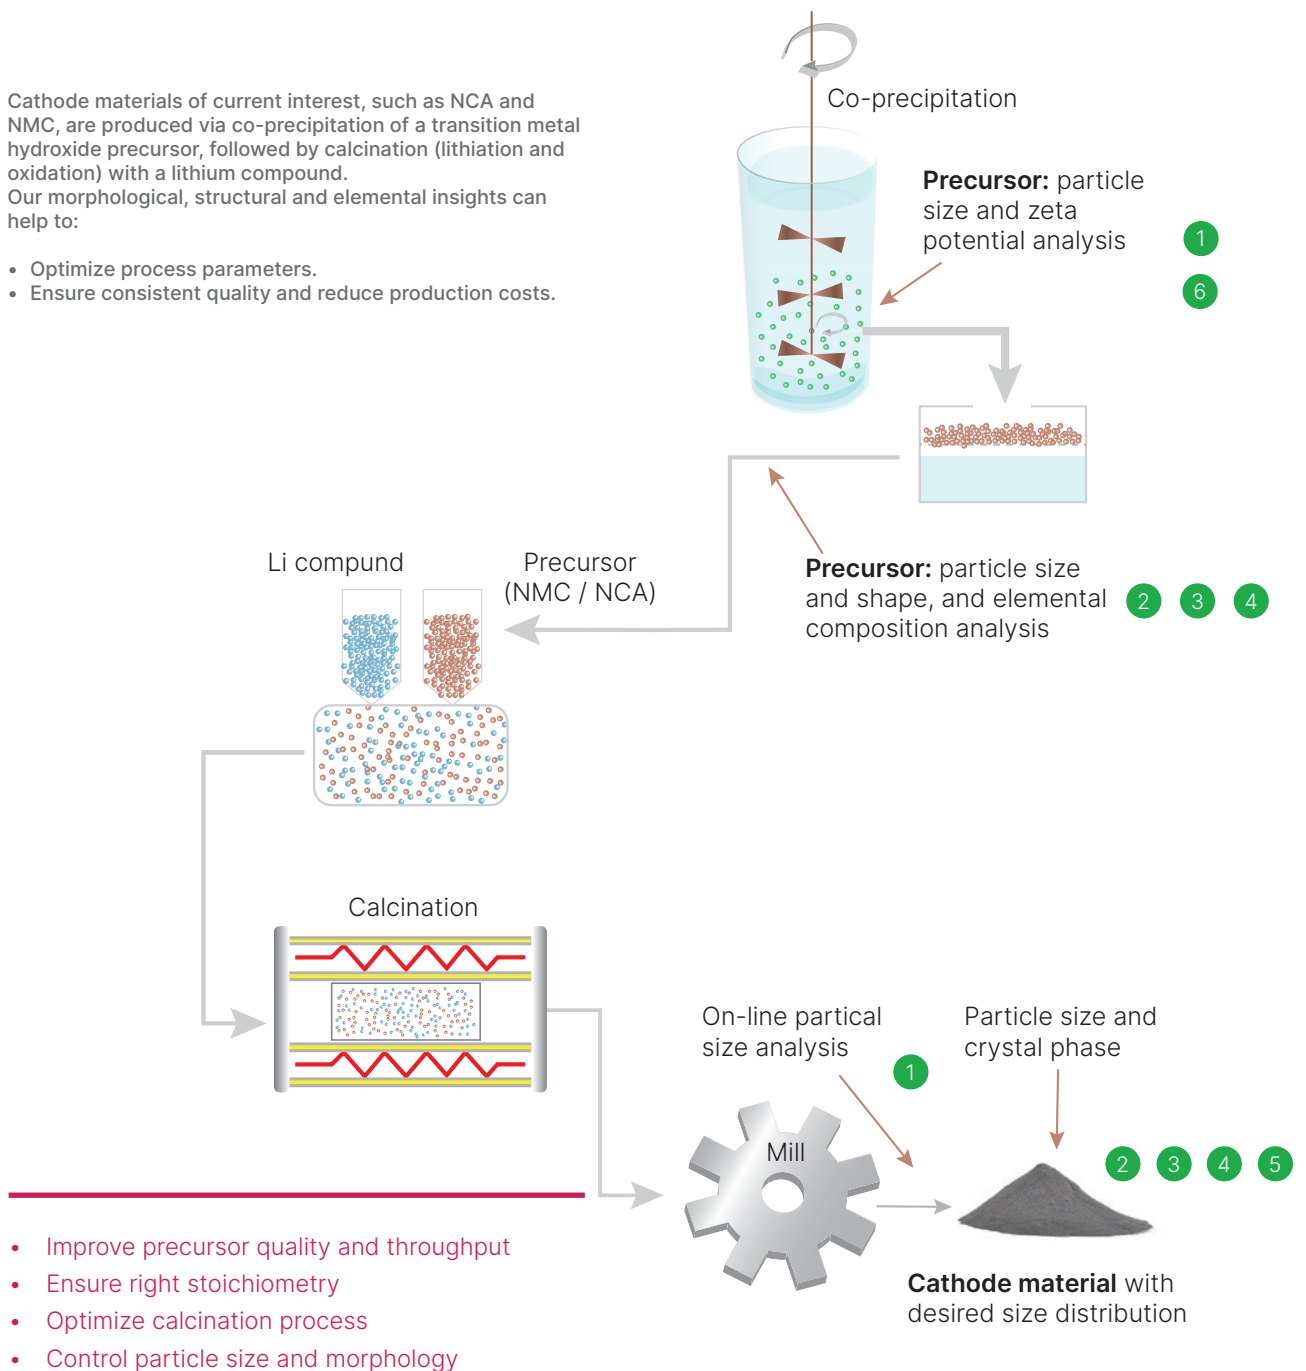 Cathode materials of current interest, such as NCA and
NMC, are produced via co-precipitation of a transition metal
hydroxide precursor, followed by calcination (lithiation and
oxidation) with a lithium compound.
Our morphological, structural and elemental insights can
help to:
• Optimize process parameters.
• Ensure consistent quality and reduce production costs.
Co-precipitation
Precursor: particle
size and zeta
potential analysis
1
6
Li compund
Precursor
(NMC / NCA)
Precursor: particle size
and shape, and elemental
composition analysis
2 3 4
Calcination
On-line partical
size analysis
1
Particle size and
crystal phase
Mill
2 3 4 5
Cathode material with
desired size distribution
• Improve precursor quality and throughput
• Ensure right stoichiometry
• Optimize calcination process
• Control particle size and morphology